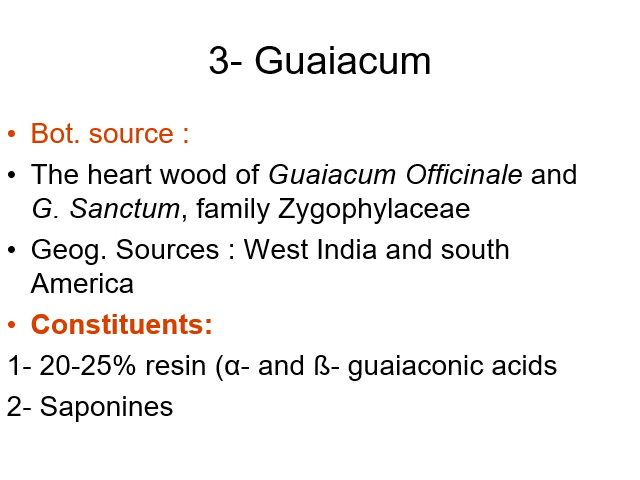 3- Guaiacum
• Bot. source :
• The heart wood of Guaiacum Officinale and
G. Sanctum, family Zygophylaceae
• Geog. Sources : West India and south
America
• Constituents:
1- 20-25% resin (α- and ß- guaiaconic acids
2- Saponines